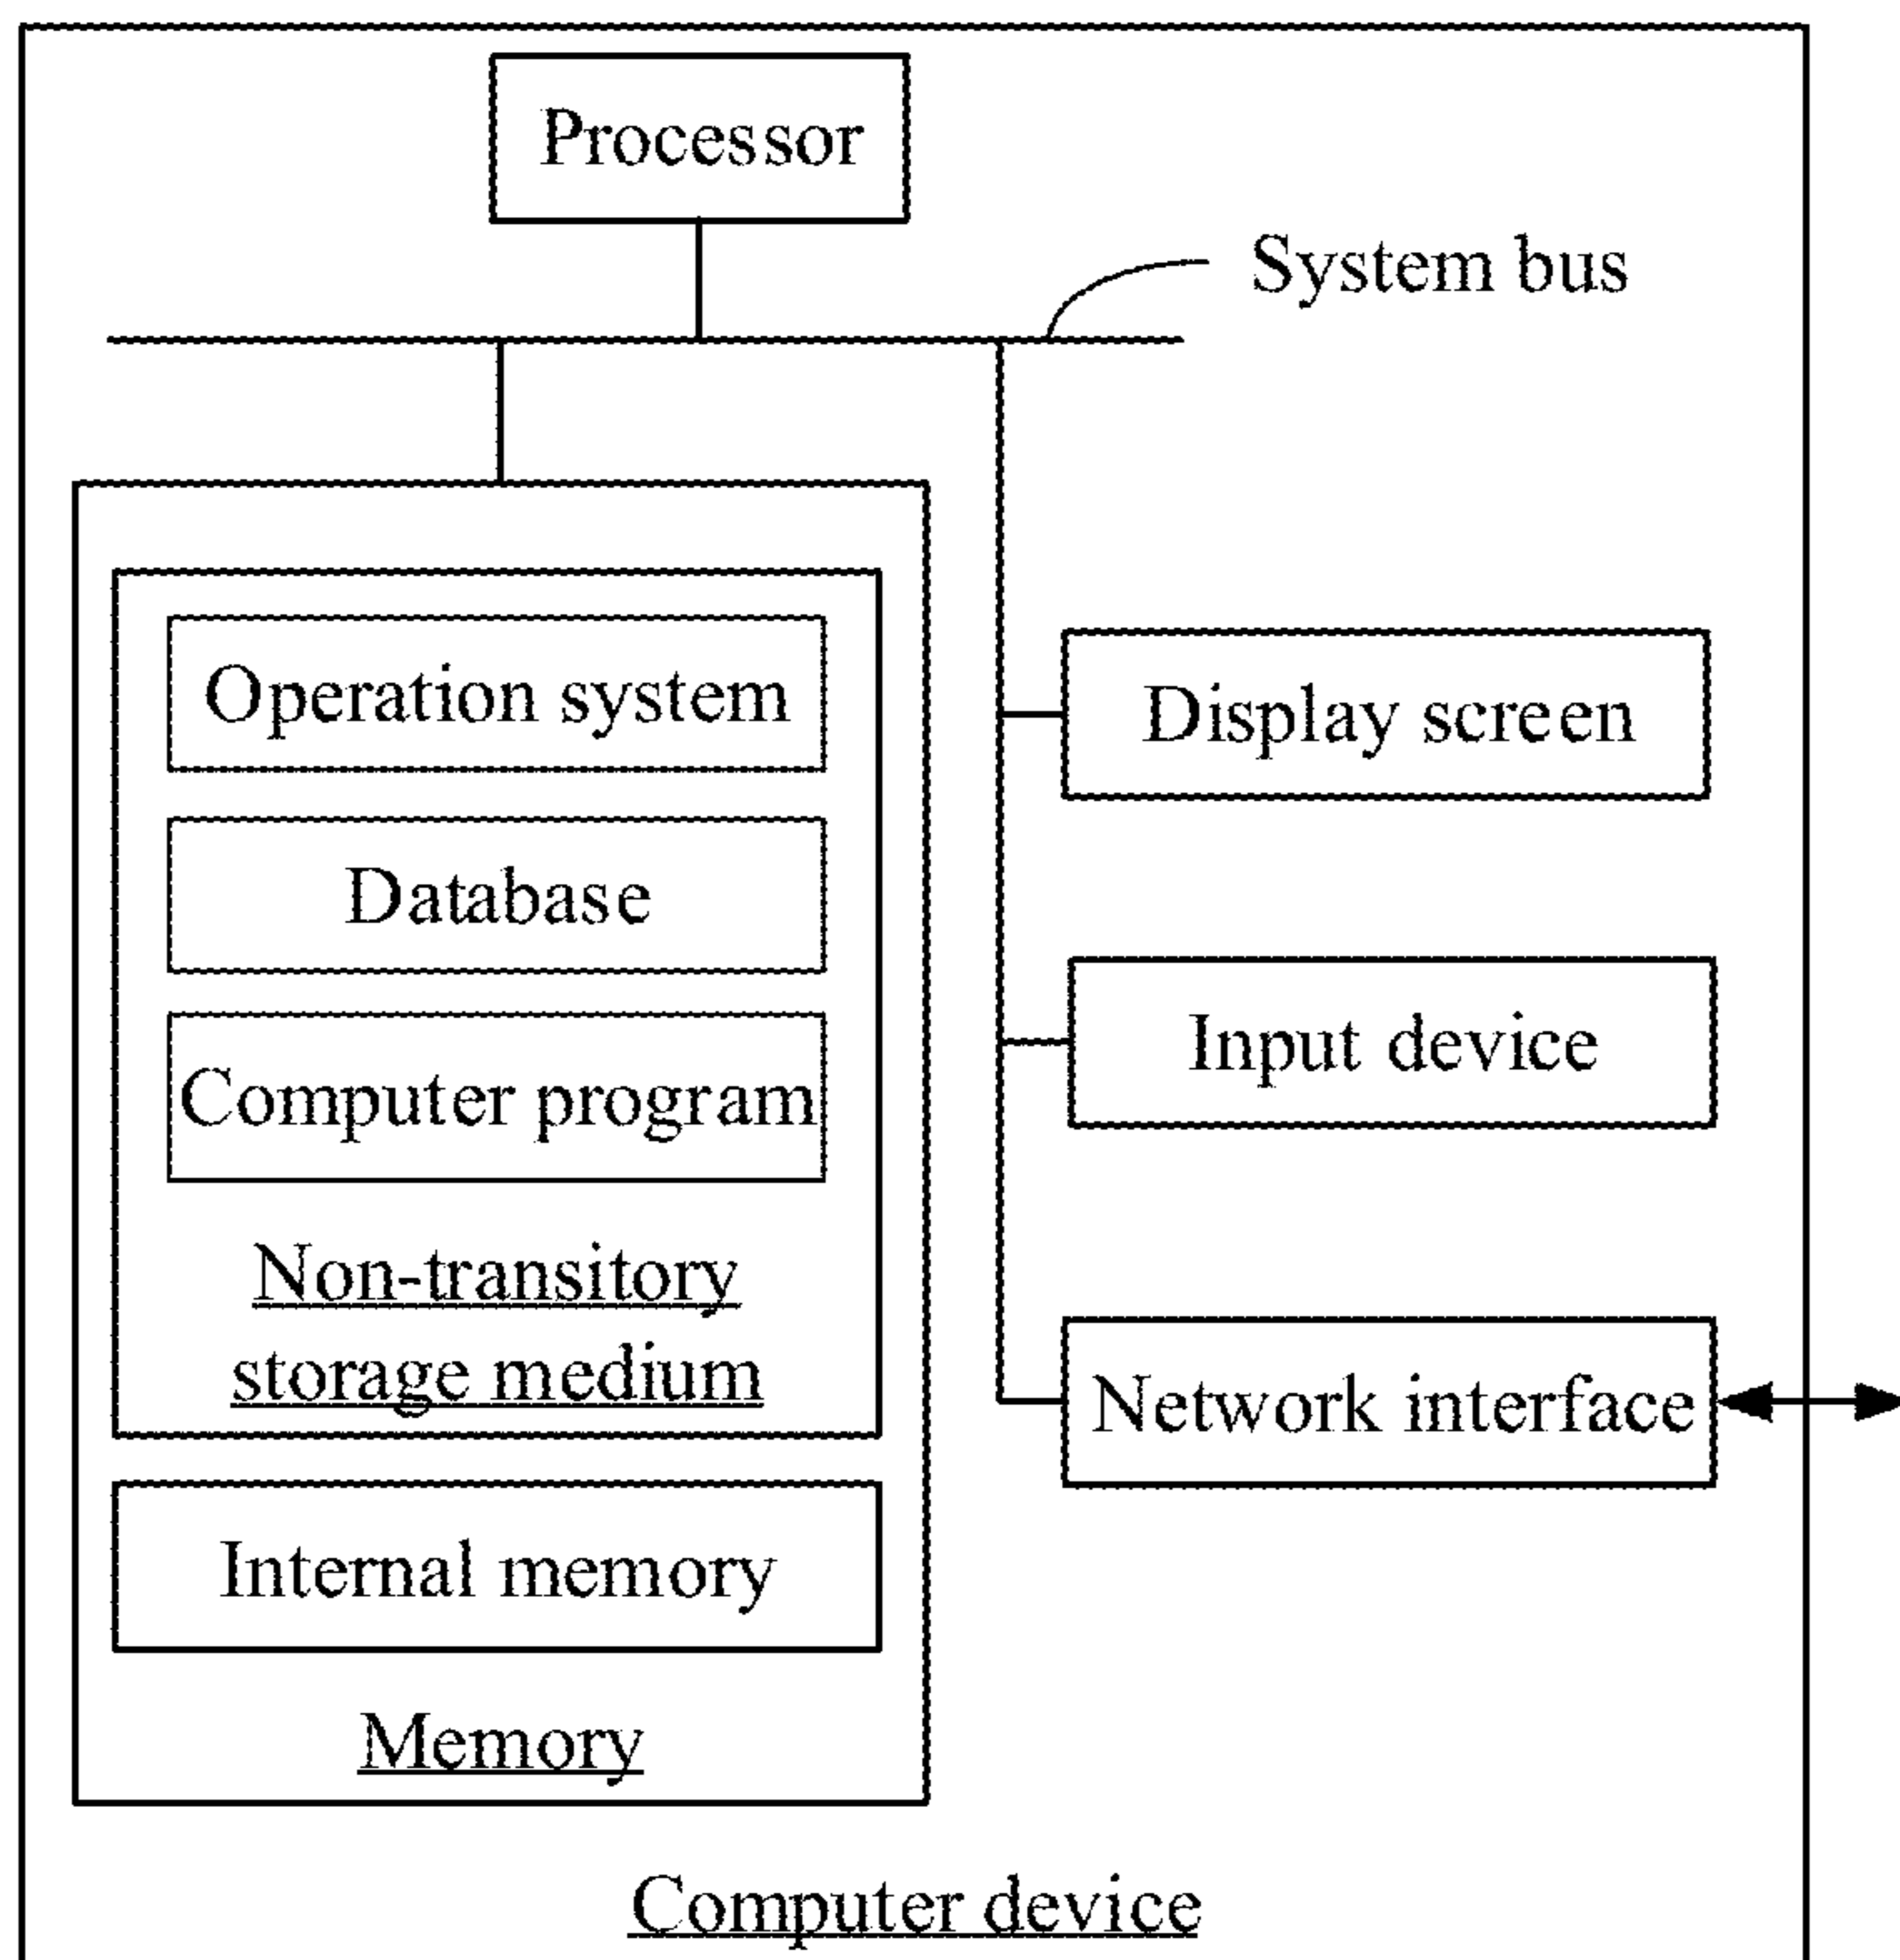 Processor
System bus
Operation system
Database
Computer program
Non-transitory
storage medium
Internal memory
Memory
Display screen
Input device
Network interface
Computer device